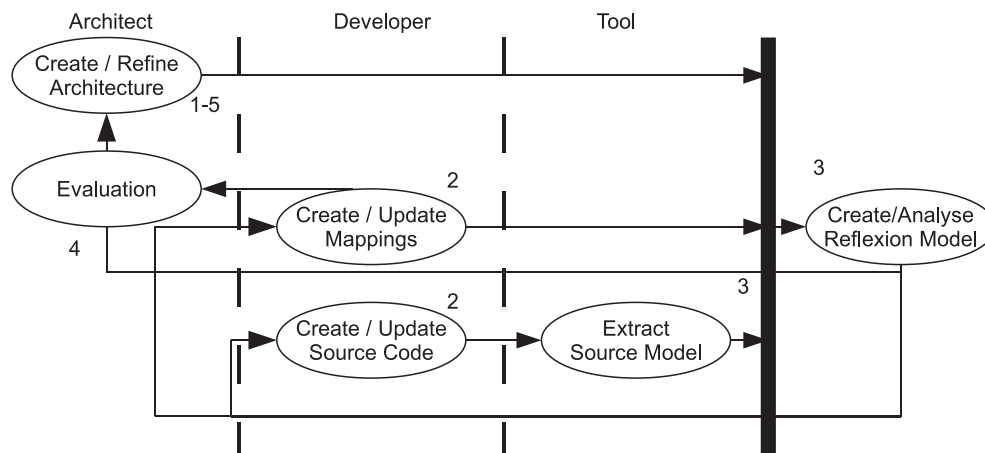 Architect
Developer
Tool
Create / Refine
Architecture
1-5
Evaluation
4
2
Create / Update
Mappings
3
Create/Analyse
Reflexion Model
2
Create / Update
Source Code
3
Extract
Source Model